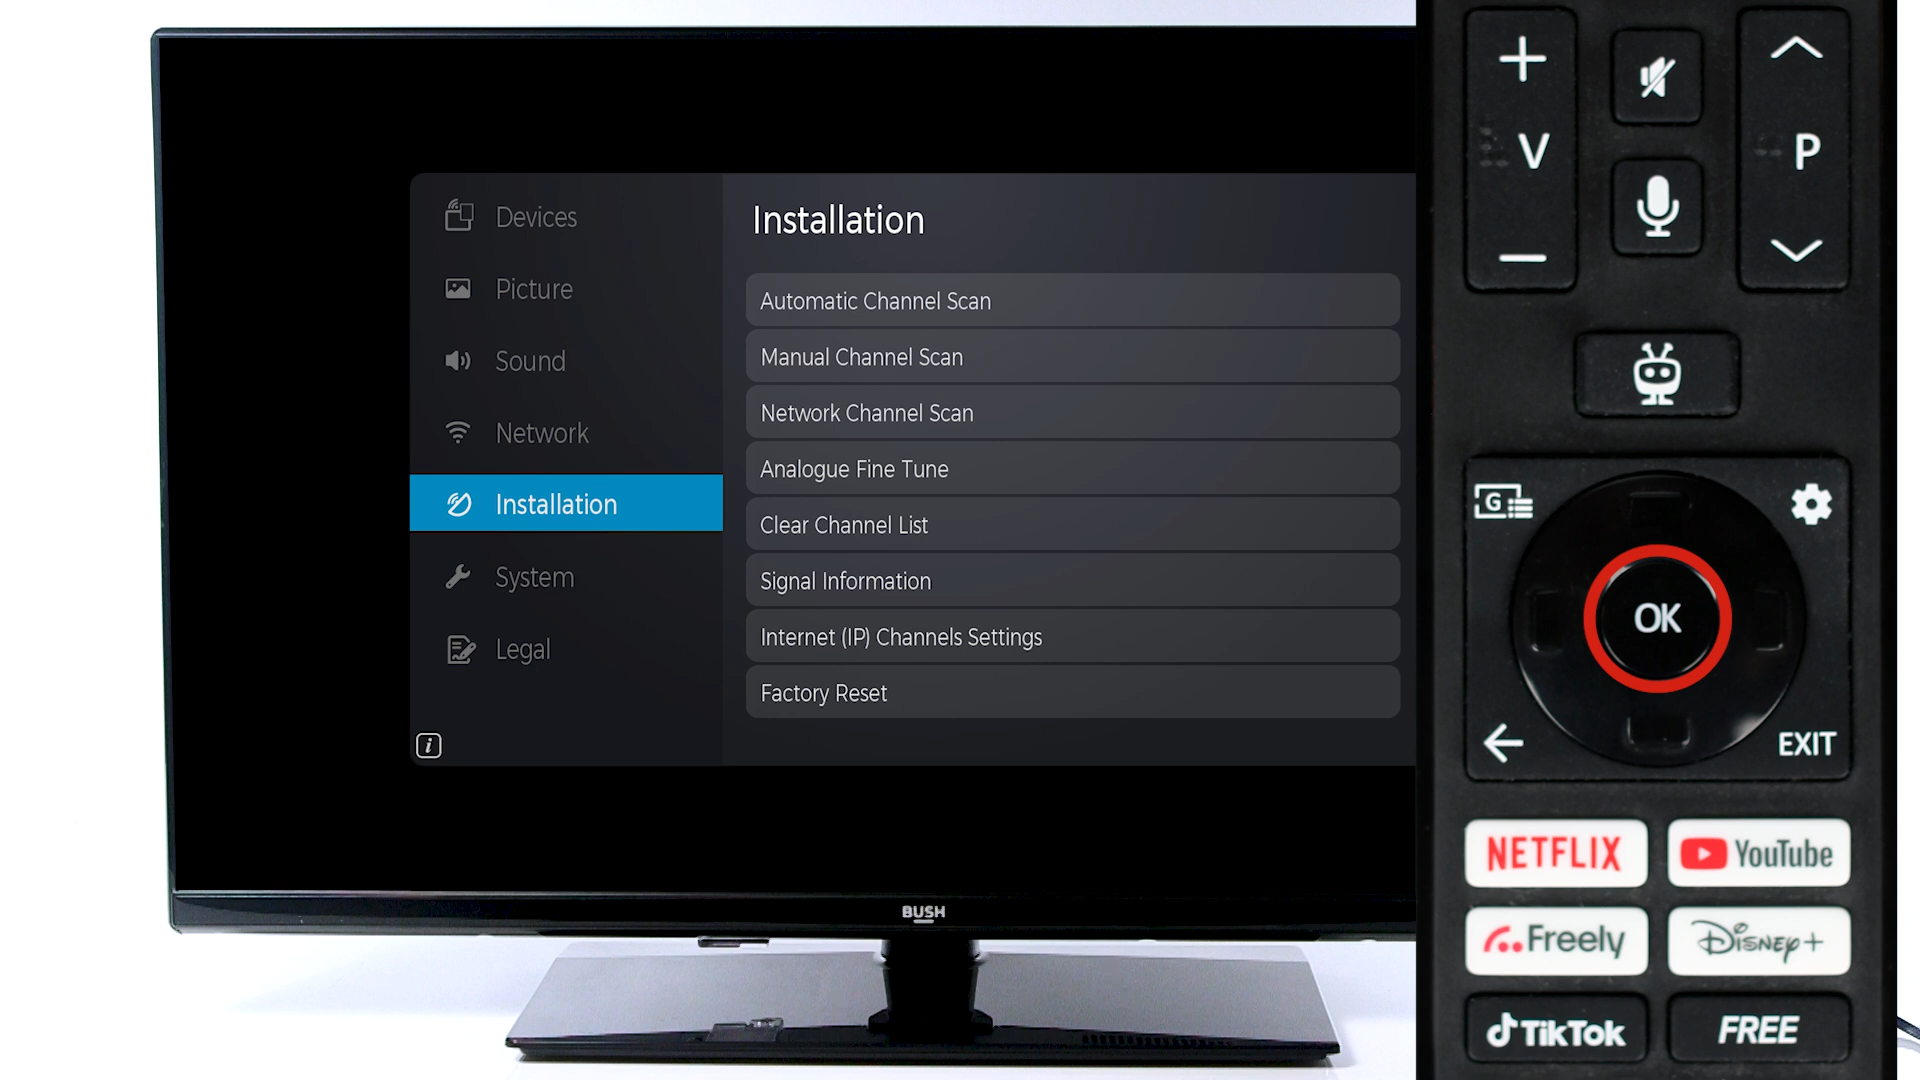 Devices
Picture
Sound
Network
Installation
System
Legal
i
Installation
Automatic Channel Scan
Manual Channel Scan
Network Channel Scan
Analogue Fine Tune
Clear Channel List
Signal Information
Internet (IP) Channels Settings
Factory Reset
BUSH
+
V
—
P
G
OK
EXIT
NETFLIX
YouTube
Freely
Disney+
TikTok
FREE